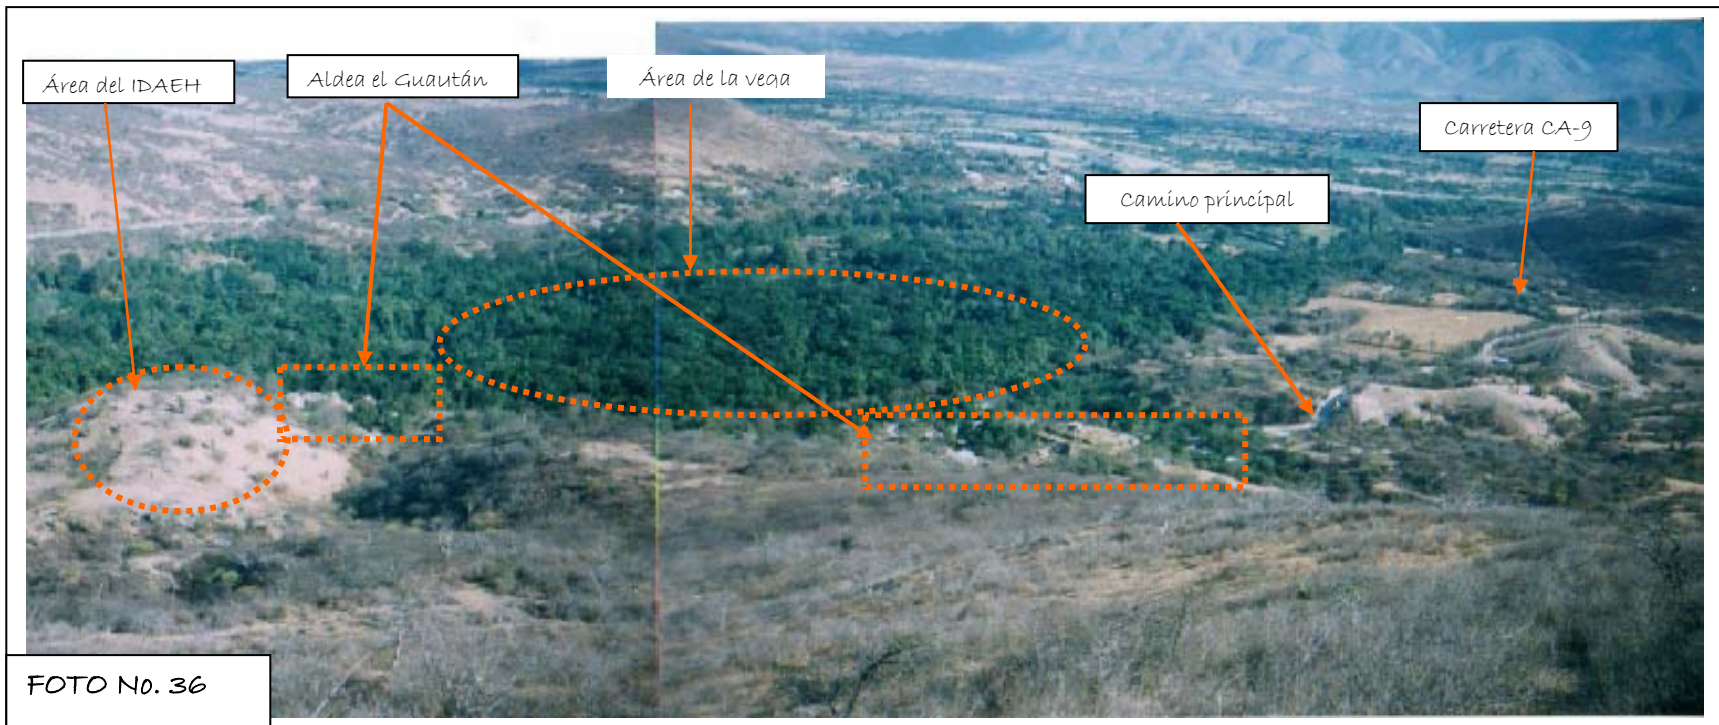 Área del IDAEH
Aldea el Guaután
Área de la vega
Carretera CA-9
Camino principal
FOTO No. 36